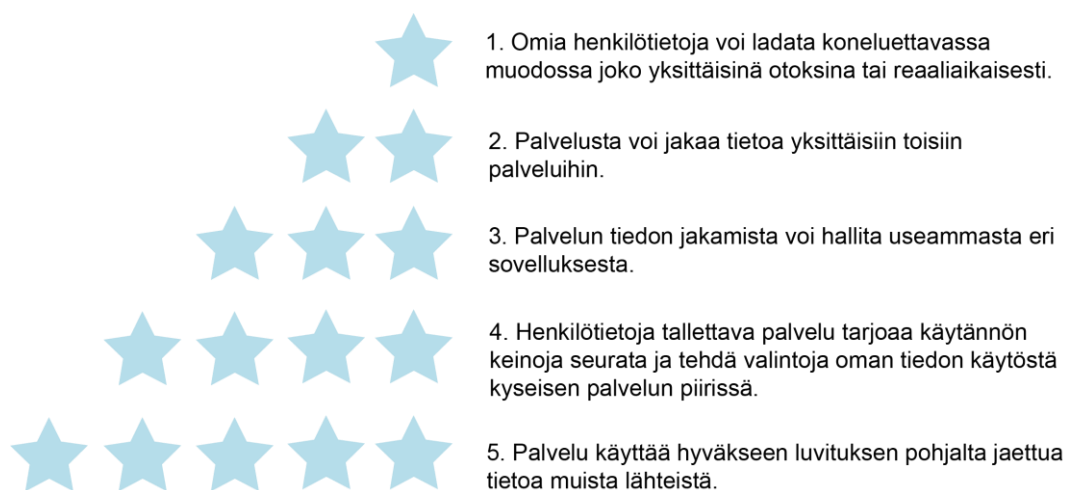 1. Omia henkilötietoja voi ladata koneluettavassa
muodossa joko yksittäisinä otoksina tai reaaliaikaisesti.
2. Palvelusta voi jakaa tietoa yksittäisiin toisiin
palveluihin.
3. Palvelun tiedon jakamista voi hallita useammasta eri
sovelluksesta.
4. Henkilötietoja tallettava palvelu tarjoaa käytännön
keinoja seurata ja tehdä valintoja oman tiedon käytöstä
kyseisen palvelun piirissä.
5. Palvelu käyttää hyväkseen luvituksen pohjalta jaettua
tietoa muista lähteistä.